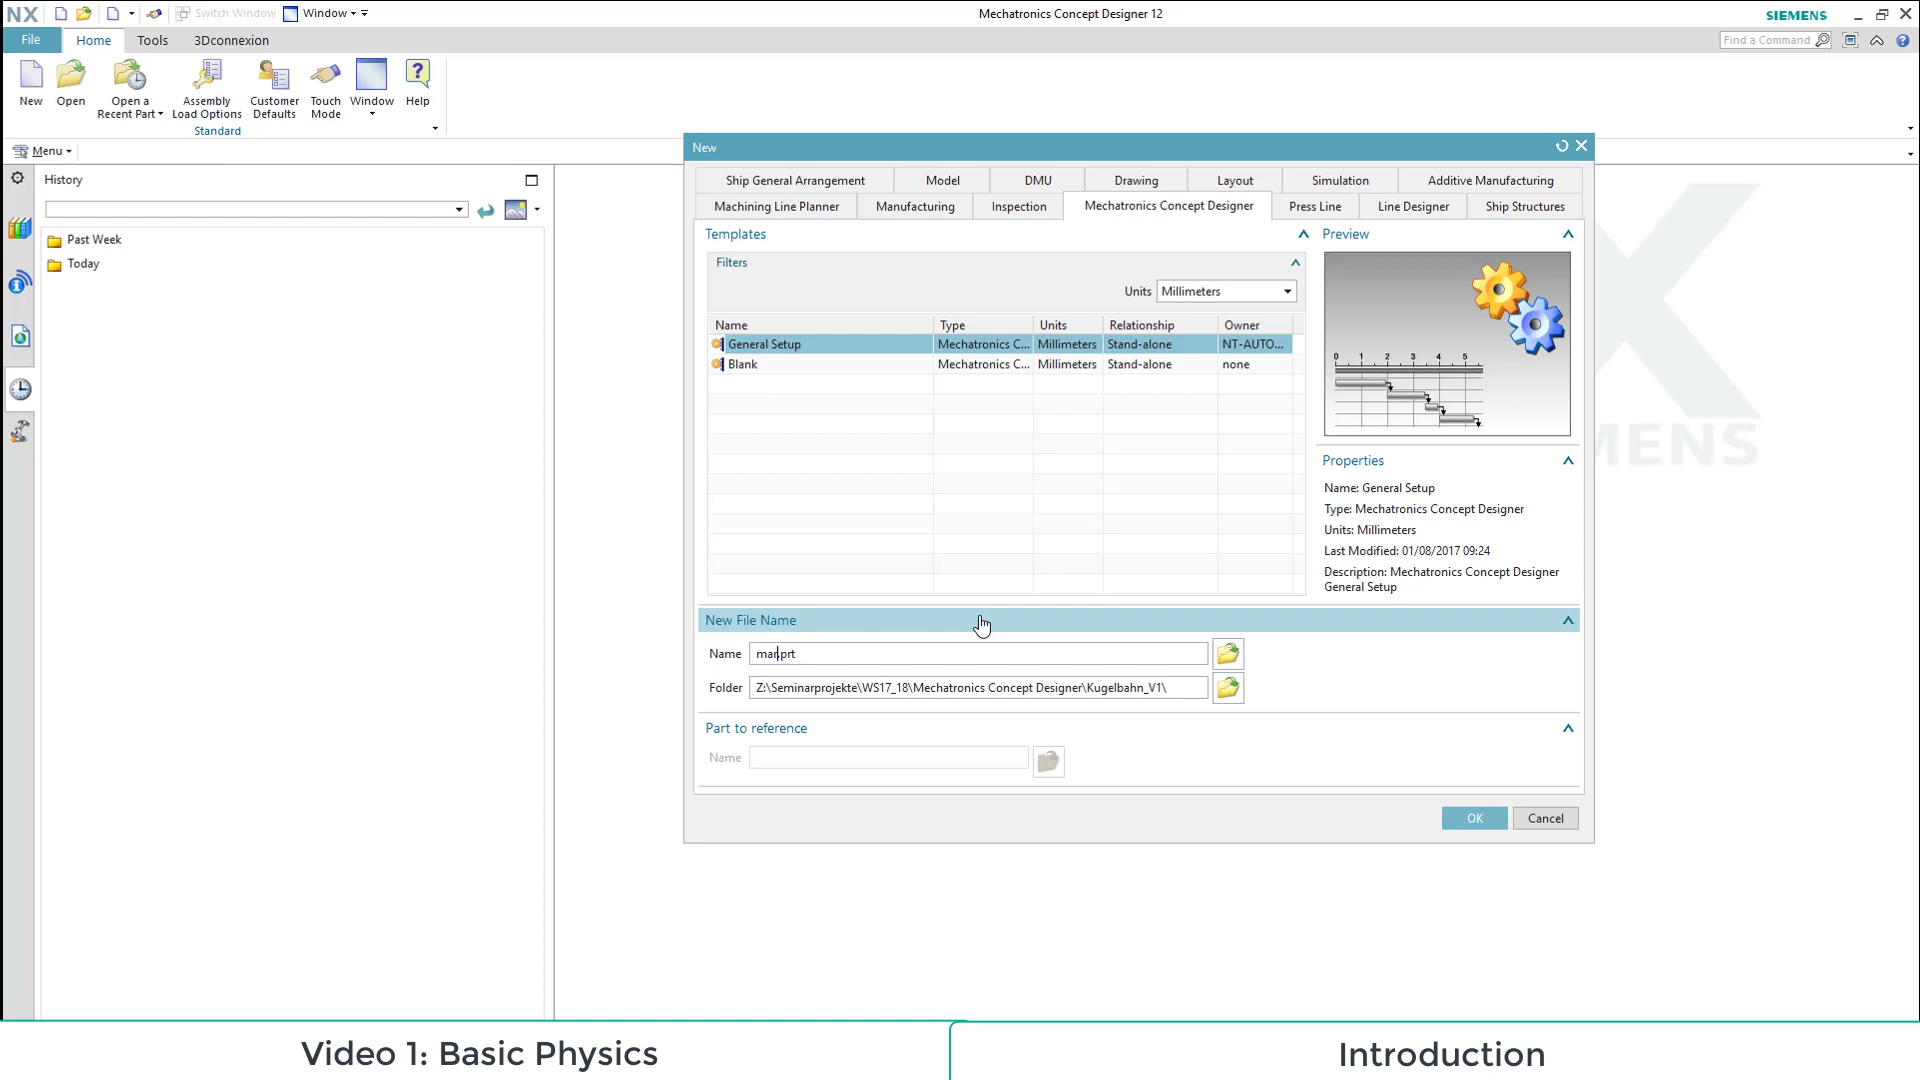 NX
Switch Window
Window
Mechatronics Concept Designer 12
SIEMENS
File
Home
Tools
3Dconnexion
Find a Command
New
Open
Open a
Recent Part
Assembly
Load Options
Customer
Defaults
Touch
Mode
Window
Help
Standard
Menu
History
Past Week
Today
New
Ship General Arrangement
Model
DMU
Drawing
Layout
Simulation
Additive Manufacturing
Machining Line Planner
Manufacturing
Inspection
Mechatronics Concept Designer
Press Line
Line Designer
Ship Structures
Templates
Filters
Units Millimeters
Name Type Units Relationship Owner
General Setup Mechatronics C... Millimeters Stand-alone NT-AUTO...
Blank Mechatronics C... Millimeters Stand-alone none
Preview
0 1 2 3 4 5
Properties
Name: General Setup
Type: Mechatronics Concept Designer
Units: Millimeters
Last Modified: 01/08/2017 09:24
Description: Mechatronics Concept Designer
General Setup
New File Name
Name mar.prt
Folder Z:\Seminarprojekte\WS17_18\Mechatronics Concept Designer\Kugelbahn_V1\
Part to reference
Name
OK
Cancel
Video 1: Basic Physics
Introduction